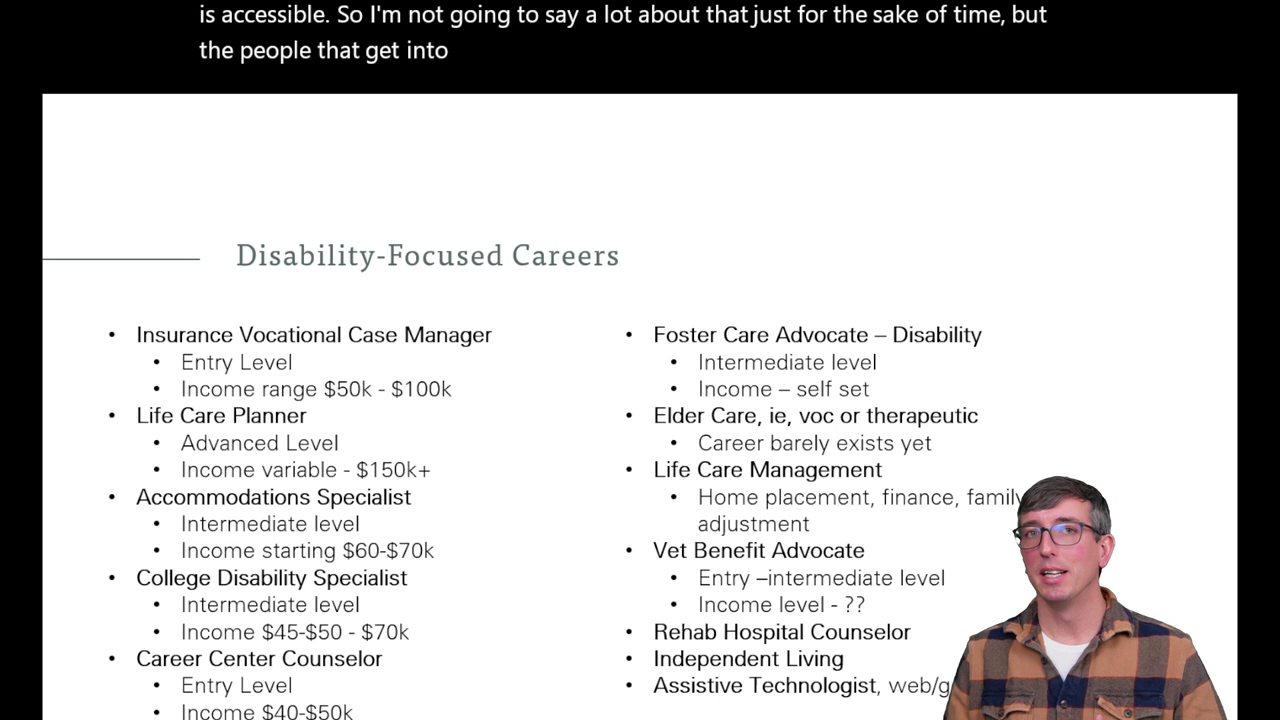 is accessible. So I'm not going to say a lot about that just for the sake of time, but
the people that get into
Disability-Focused Careers
• Insurance Vocational Case Manager
• Entry Level
• Income range $50k - $100k
• Life Care Planner
• Advanced Level
• Income variable - $150k+
• Accommodations Specialist
• Intermediate level
• Income starting $60-$70k
• College Disability Specialist
• Intermediate level
• Income $45-$50 - $70k
• Career Center Counselor
• Entry Level
• Income $40-$50k
• Foster Care Advocate – Disability
• Intermediate level
• Income – self set
• Elder Care, ie, voc or therapeutic
• Career barely exists yet
• Life Care Management
• Home placement, finance, family
adjustment
• Vet Benefit Advocate
• Entry –intermediate level
• Income level - ??
• Rehab Hospital Counselor
• Independent Living
• Assistive Technologist, web/g